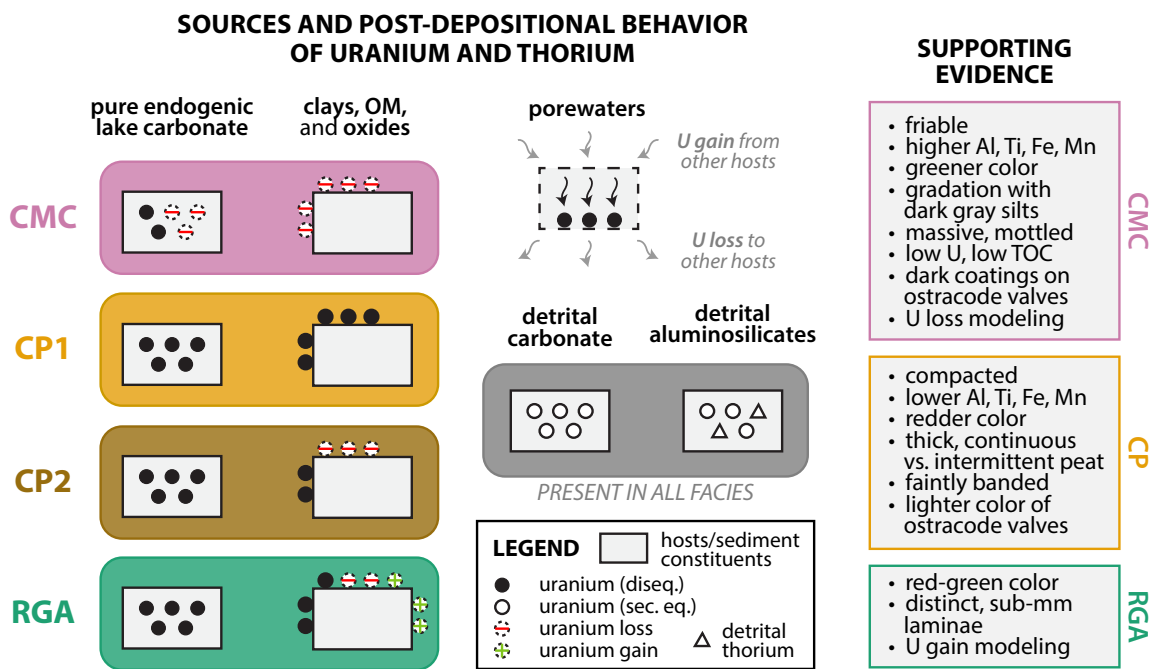 SOURCES AND POST-DEPOSITIONAL BEHAVIOR
OF URANIUM AND THORIUM
pure endogenic
lake carbonate
clays, OM,
and oxides
porewaters
U gain from
other hosts
U loss to
other hosts
CMC
CP1
CP2
RGA
detrital
carbonate
detrital
aluminosilicates
PRESENT IN ALL FACIES
LEGEND
hosts/sediment
constituents
uranium (diseq.)
uranium (sec. eq.)
uranium loss
uranium gain
detrital
thorium
SUPPORTING
EVIDENCE
• friable
• higher Al, Ti, Fe, Mn
• greener color
• gradation with
dark gray silts
• massive, mottled
• low U, low TOC
• dark coatings on
ostracode valves
• U loss modeling
CMC
• compacted
• lower Al, Ti, Fe, Mn
• redder color
• thick, continuous
vs. intermittent peat
• faintly banded
• lighter color of
ostracode valves
CP
• red-green color
• distinct, sub-mm
laminae
• U gain modeling
RGA